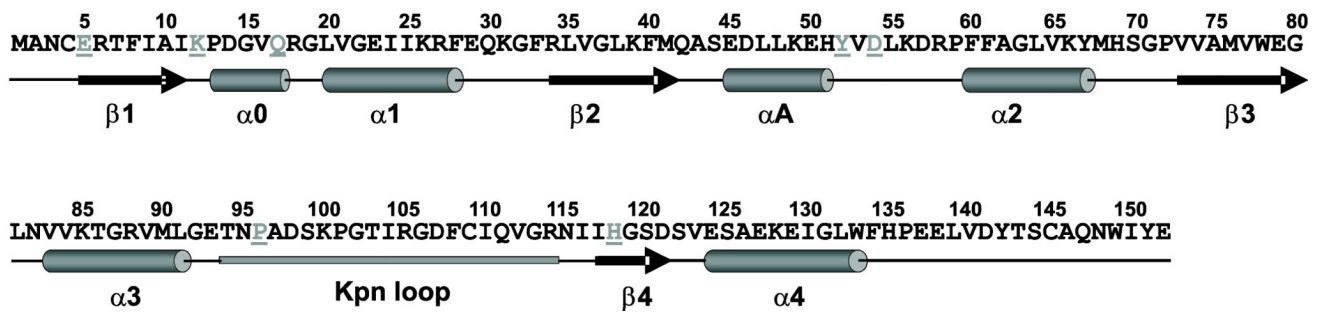 5 10 15 20 25 30 35 40 45 50 55 60 65 70 75 80
MANCERTFIAIKPDGVQRGLVGEIIKRFEQKGFRLVGLKFMQASEDLLKEHYVDLKDRPFFAGLVKYMHSGPVVAMVWEG
β1 α0 α1 β2 αA α2 β3
85 90 95 100 105 110 115 120 125 130 135 140 145 150
LNVVKTGRVMLGETNPADSKPGTIRGDFCIQVGRNIIHGSDSVESAEKEIGLWFHPEELVDYTSCAQNWIYE
α3 Kpn loop β4 α4